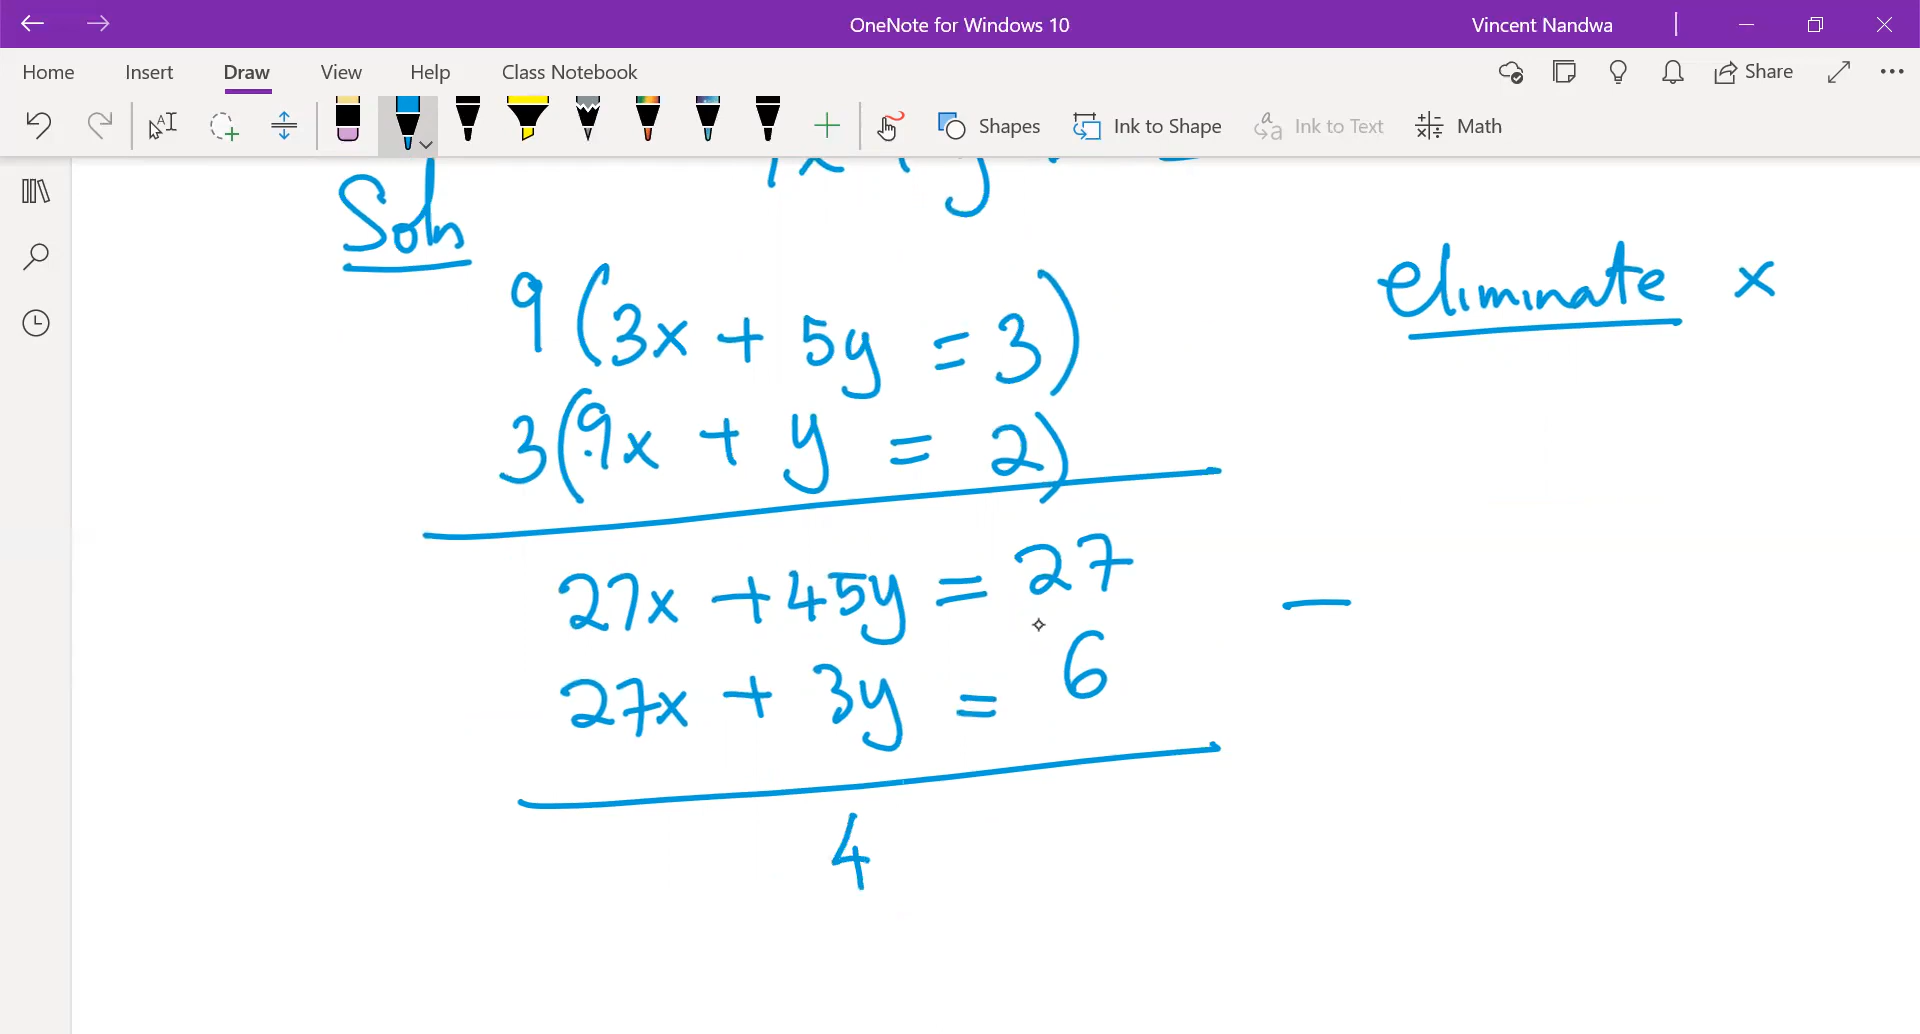 OneNote for Windows 10
Vincent Nandwa
Home Insert Draw View Help Class Notebook
Share
Shapes Ink to Shape Ink to Text Math
Soln
eliminate x
9(3x + 5y = 3)
3(9x + y = 2)
27x + 45y = 27
—
27x + 3y = 6
4